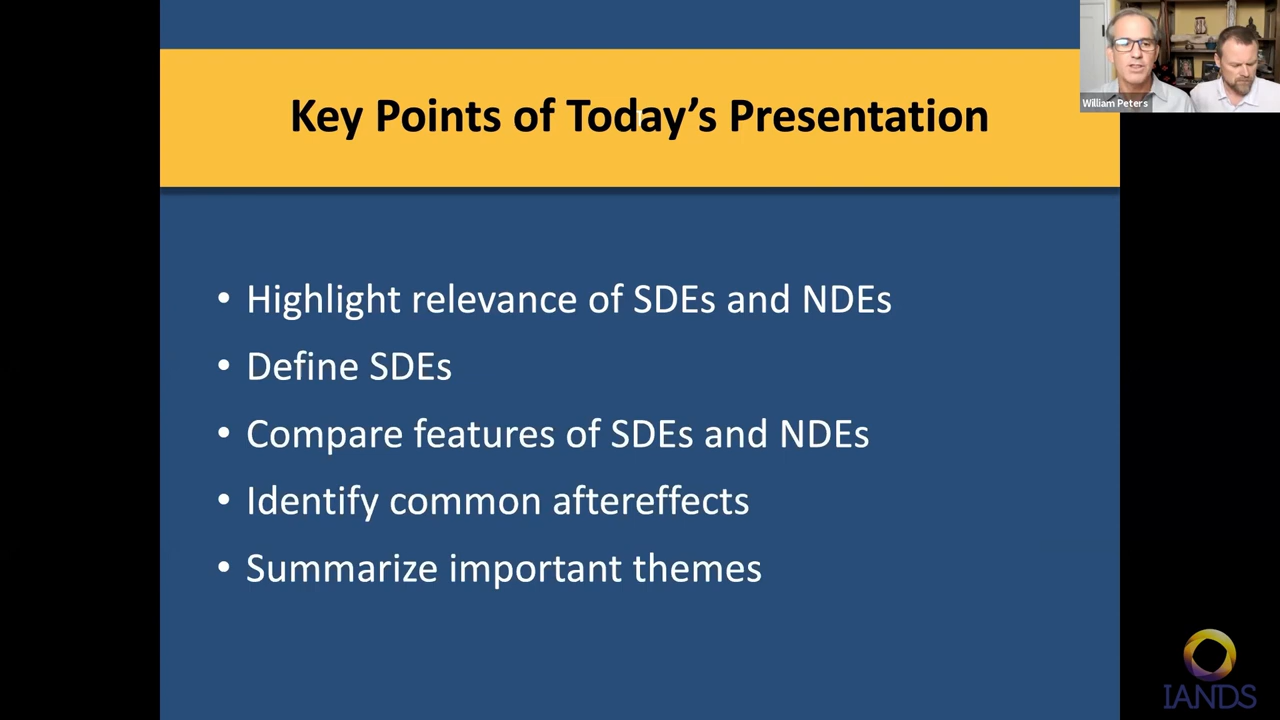 Key Points of Today's Presentation
William Peters
• Highlight relevance of SDEs and NDEs
• Define SDEs
• Compare features of SDEs and NDEs
• Identify common aftereffects
• Summarize important themes
IANDS